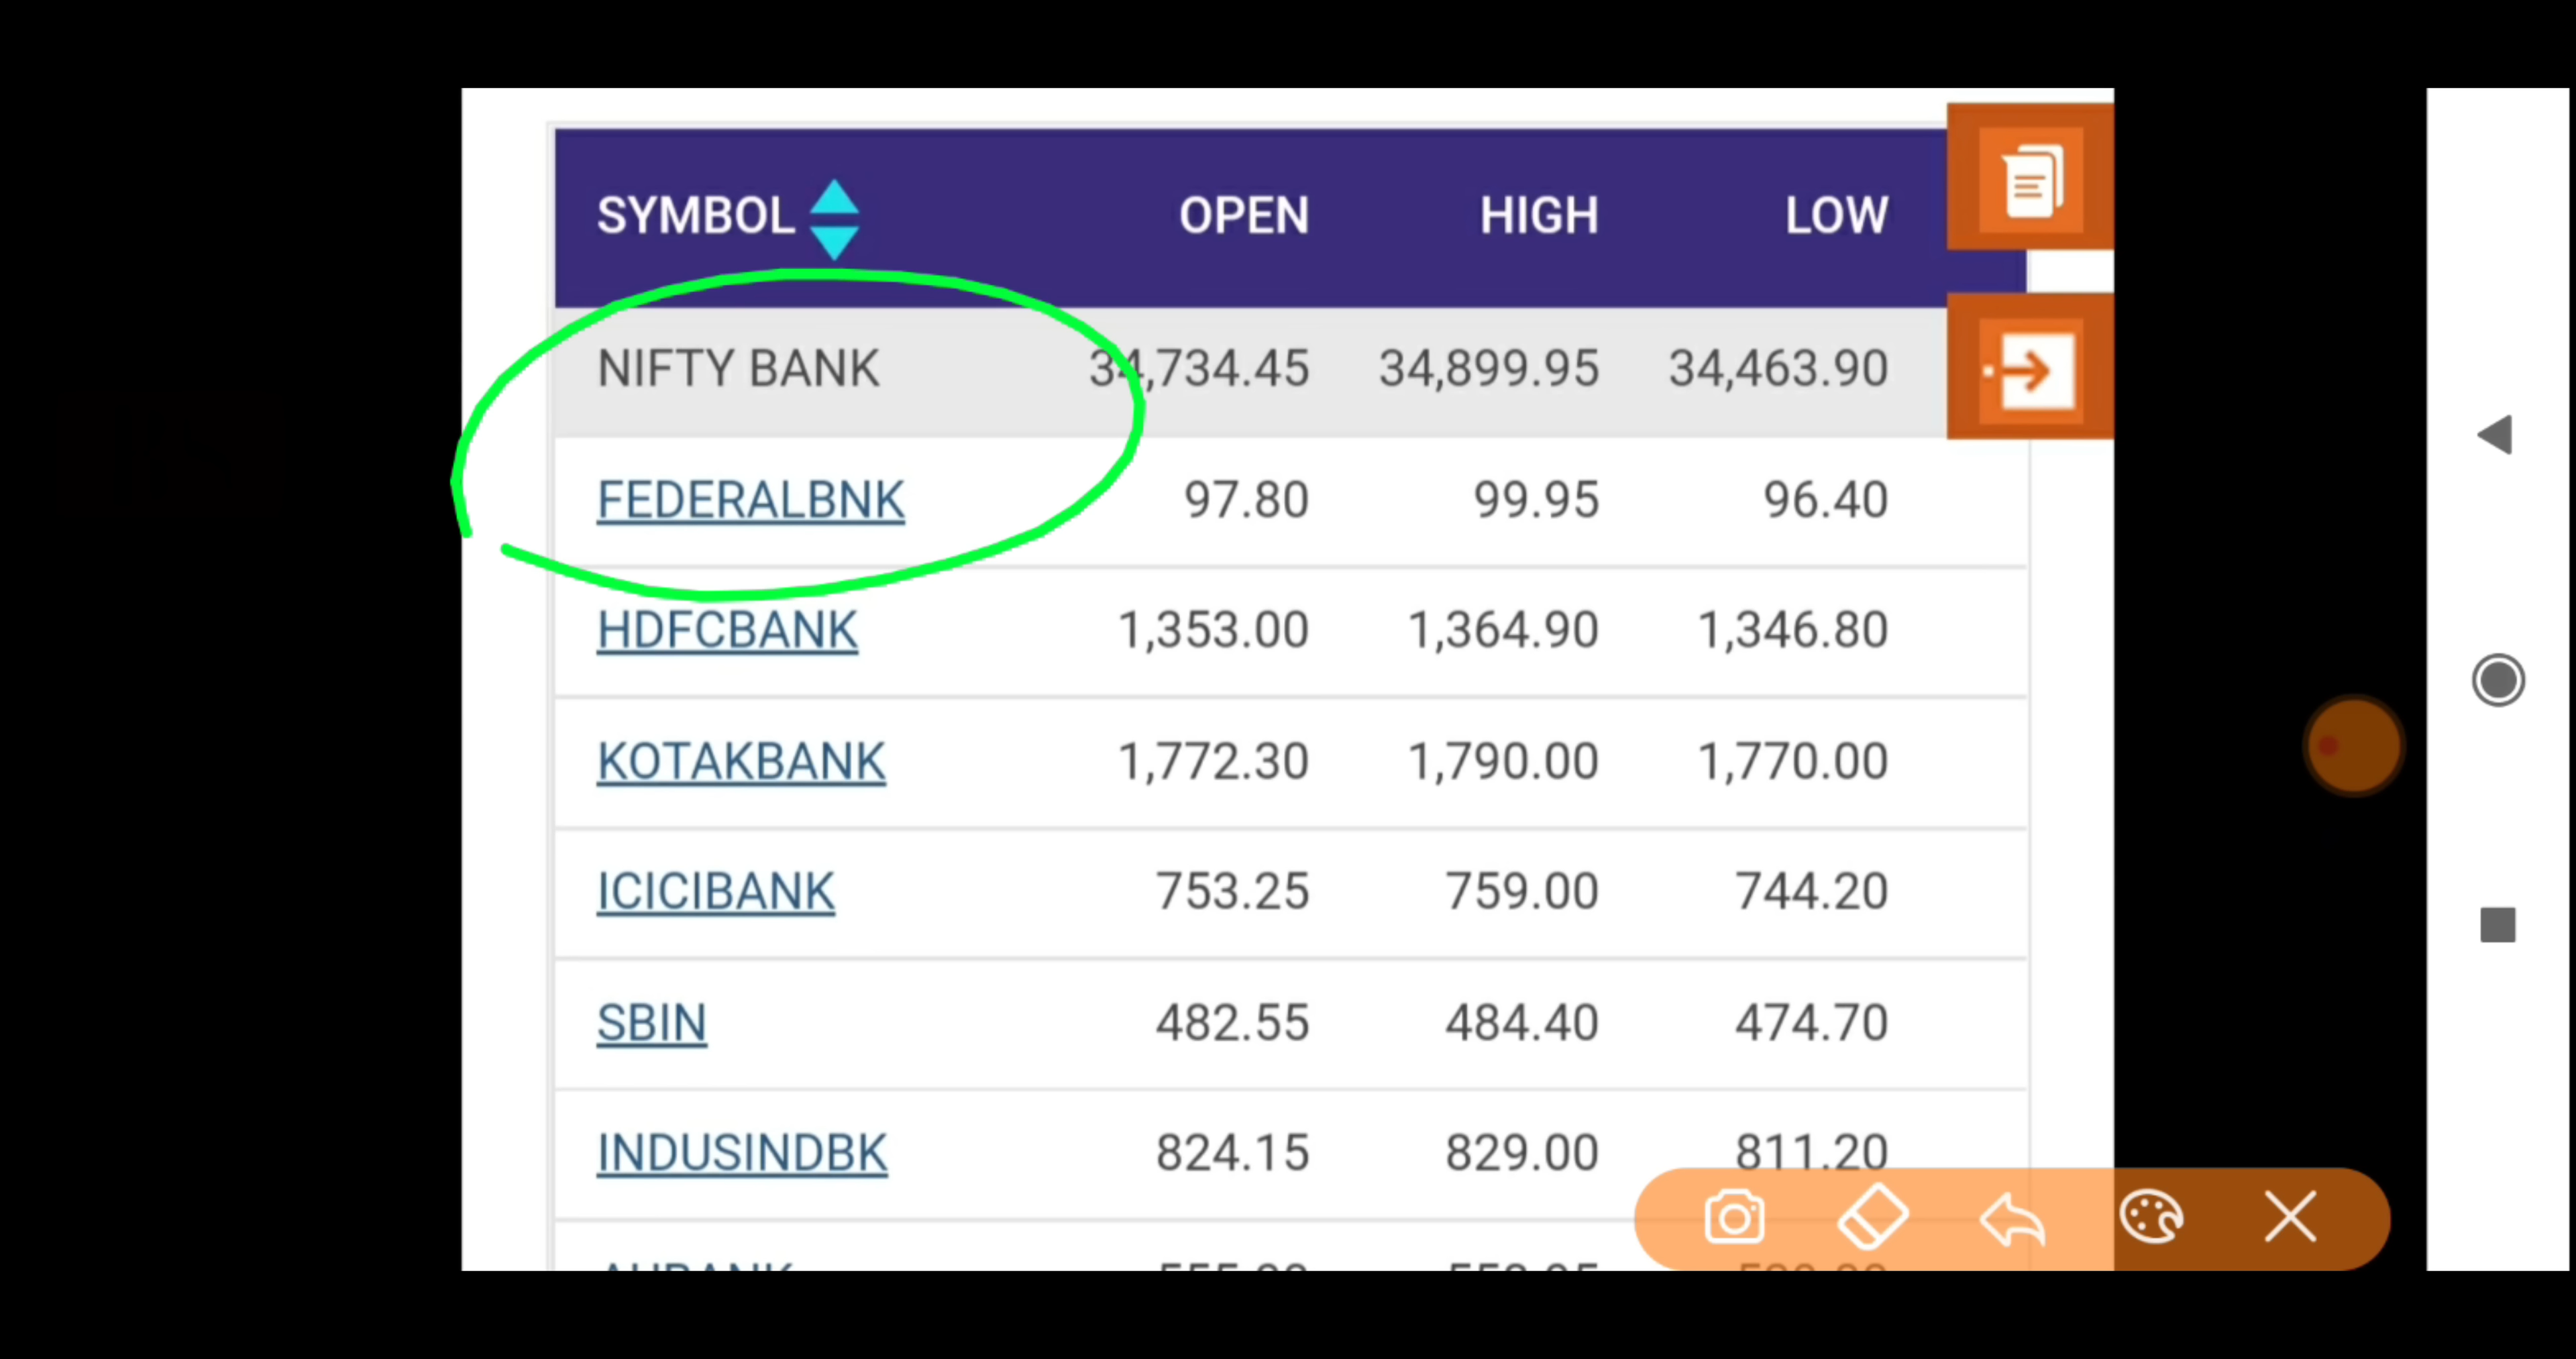 SYMBOL OPEN HIGH LOW
NIFTY BANK 34,734.45 34,899.95 34,463.90
FEDERALBNK 97.80 99.95 96.40
HDFCBANK 1,353.00 1,364.90 1,346.80
KOTAKBANK 1,772.30 1,790.00 1,770.00
ICICIBANK 753.25 759.00 744.20
SBIN 482.55 484.40 474.70
INDUSINDBK 824.15 829.00 811.20
AUBANK